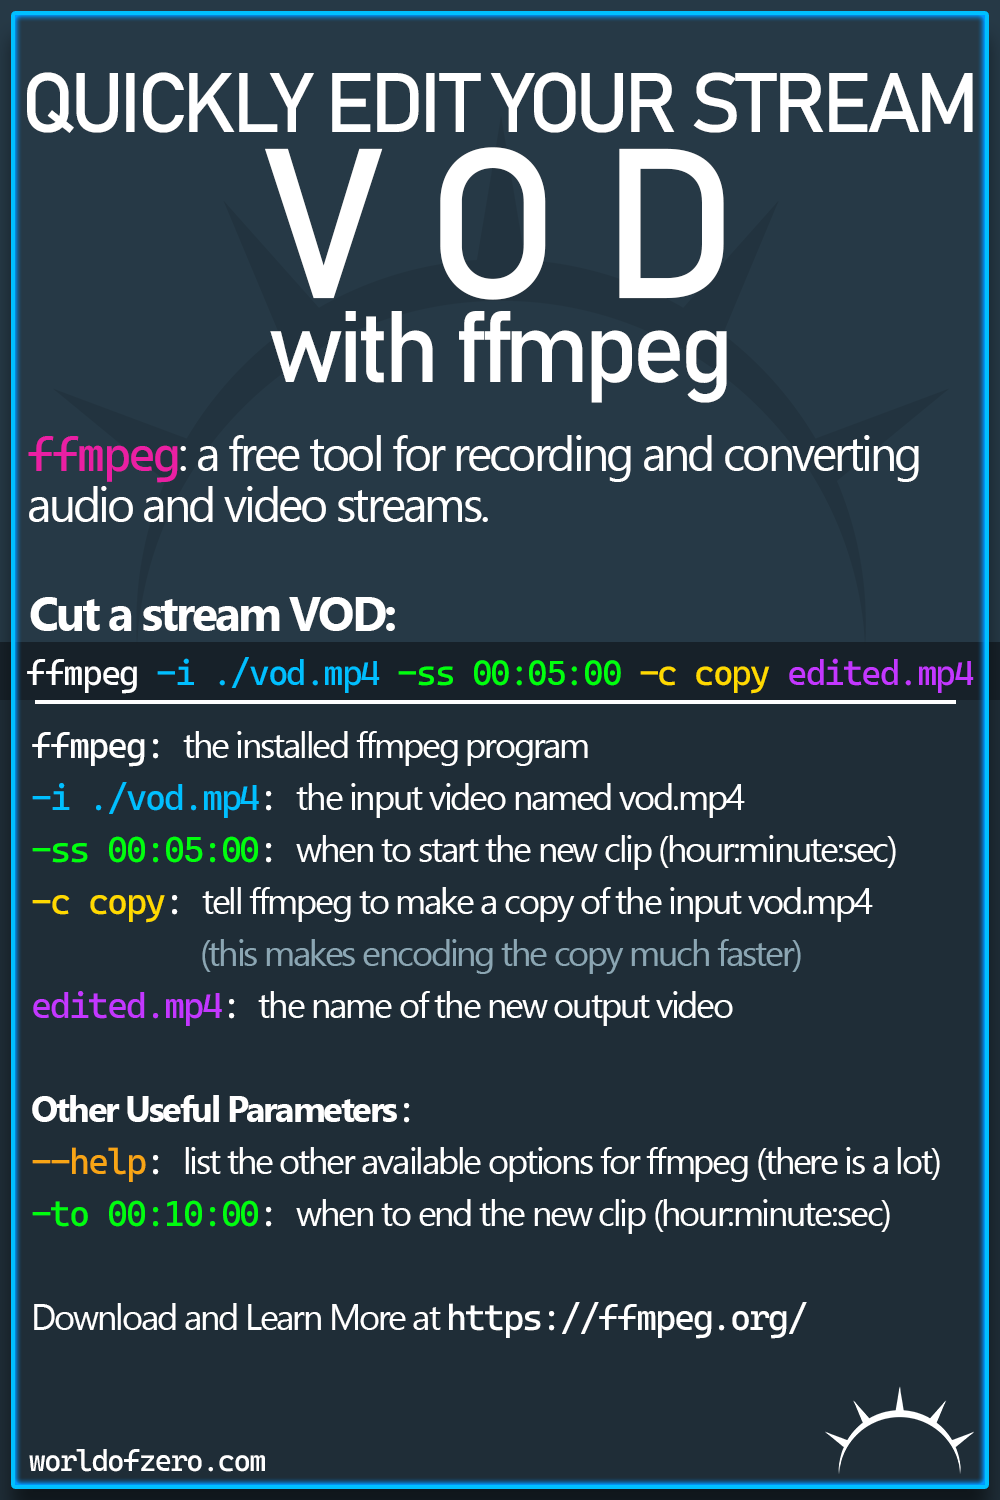 QUICKLY EDIT YOUR STREAM
VOD
with ffmpeg
ffmpeg: a free tool for recording and converting
audio and video streams.
Cut a stream VOD:
ffmpeg -i ./vod.mp4 -ss 00:05:00 -c copy edited.mp4
ffmpeg: the installed ffmpeg program
-i ./vod.mp4: the input video named vod.mp4
-ss 00:05:00: when to start the new clip (hour:minute:sec)
-c copy: tell ffmpeg to make a copy of the input vod.mp4
(this makes encoding the copy much faster)
edited.mp4: the name of the new output video
Other Useful Parameters:
--help: list the other available options for ffmpeg (there is a lot)
-to 00:10:00: when to end the new clip (hour:minute:sec)
Download and Learn More at https://ffmpeg.org/
worldofzero.com